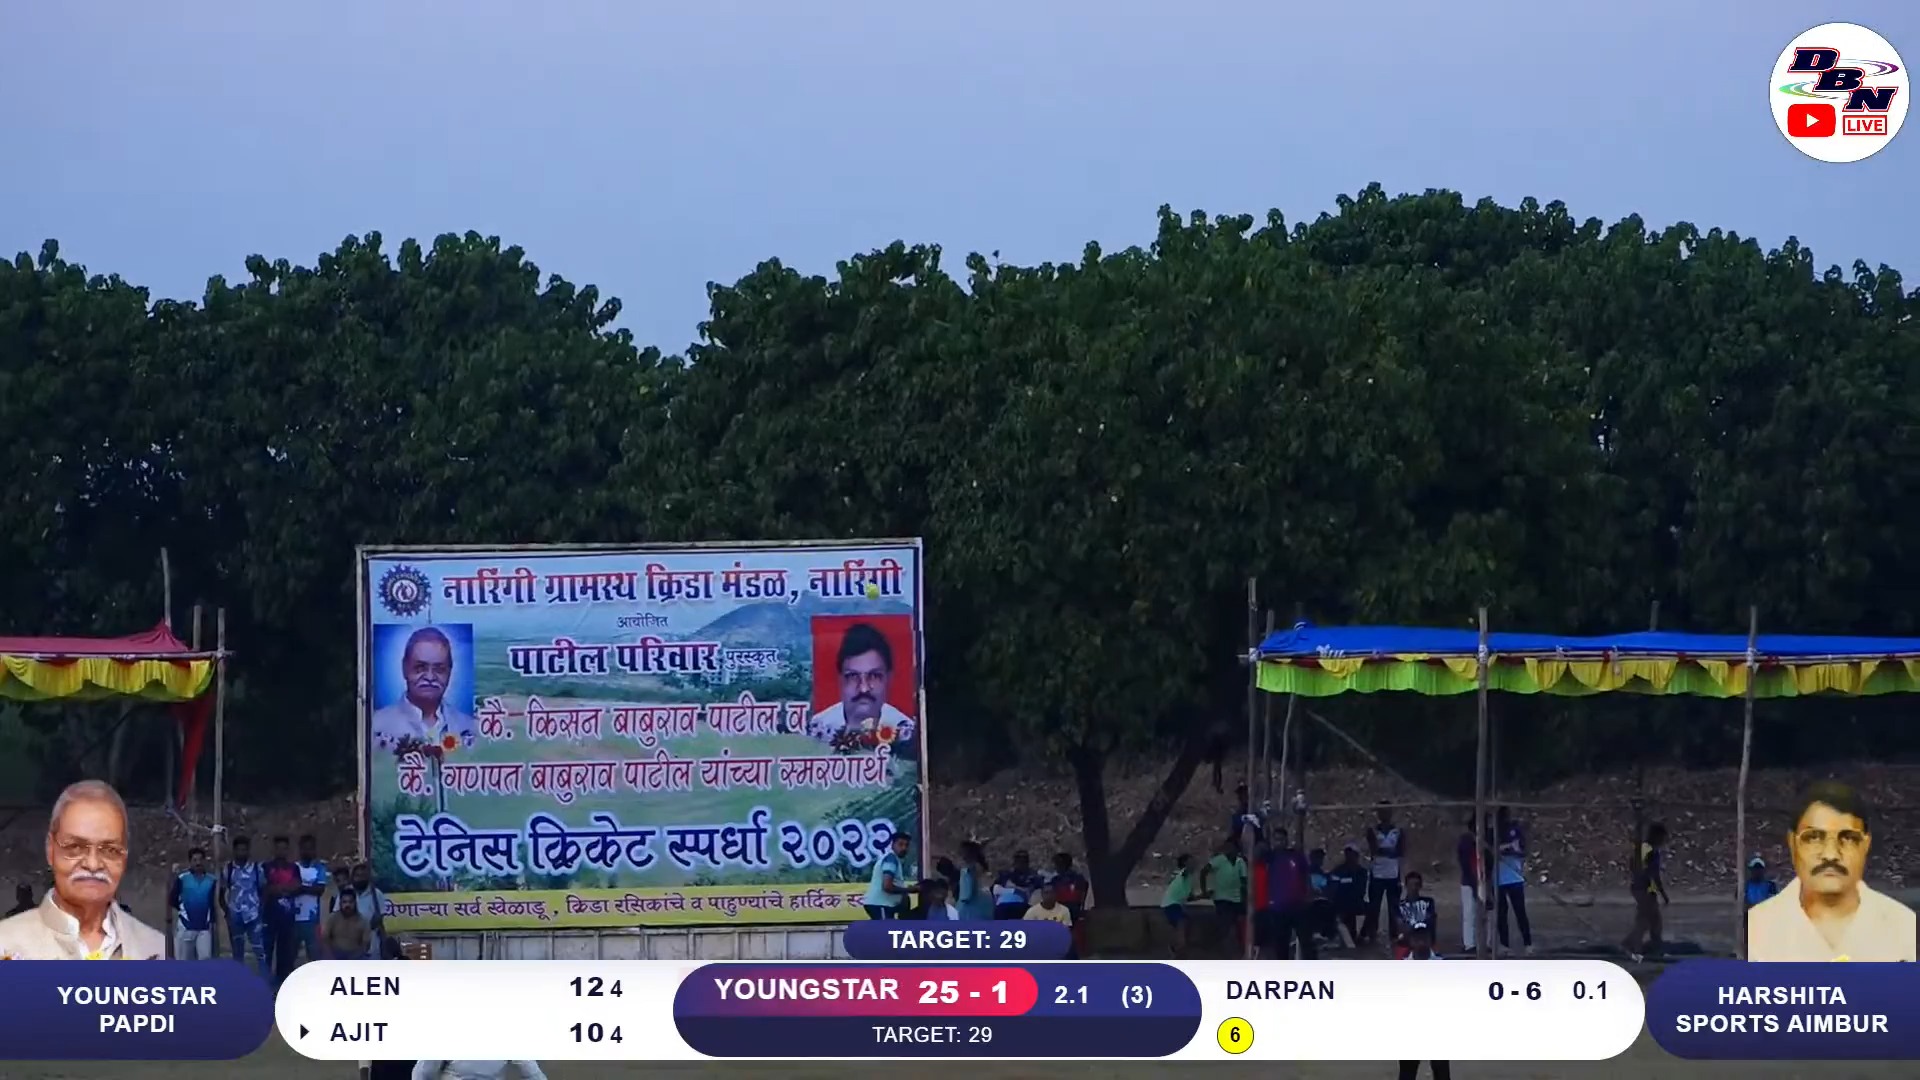 DBN
LIVE
नारिंगी ग्रामस्थ क्रिडा मंडळ, नारिंगी
आयोजित
पाटील परिवार पुरस्कृत
कै. किसन बाबुराव पाटील व
कै. गणपत बाबुराव पाटील यांच्या स्मरणार्थ
टेनिस क्रिकेट स्पर्धा २०२२
येणाऱ्या सर्व खेळाडू, क्रिडा रसिकांचे व पाहुण्यांचे हार्दिक
TARGET: 29
YOUNGSTAR PAPDI
ALEN 12 4
AJIT 10 4
YOUNGSTAR 25 - 1 2.1 (3)
TARGET: 29
DARPAN 0 - 6 0.1
6
HARSHITA SPORTS AIMBUR